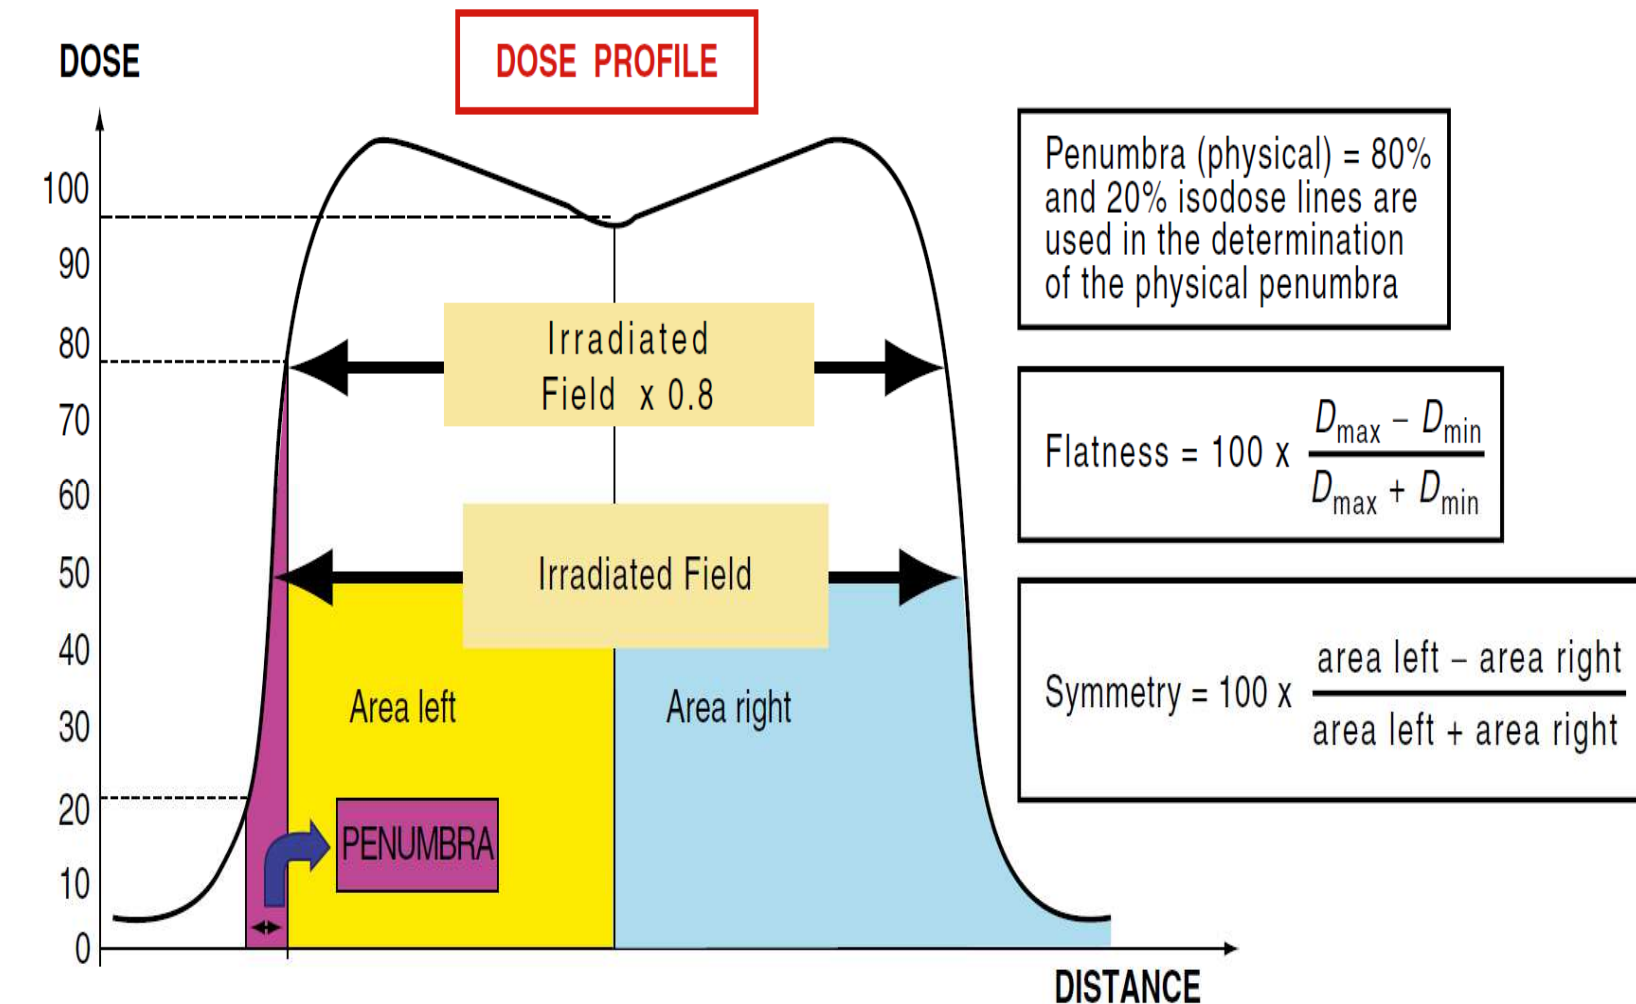 DOSE PROFILE
DOSE
100
90
80
70
60
50
40
30
20
10
0
Irradiated
Field x 0.8
Irradiated Field
Area left
Area right
PENUMBRA
DISTANCE
Penumbra (physical) = 80%
and 20% isodose lines are
used in the determination
of the physical penumbra
Flatness = 100 x (Dmax – Dmin) / (Dmax + Dmin)
Symmetry = 100 x (area left – area right) / (area left + area right)